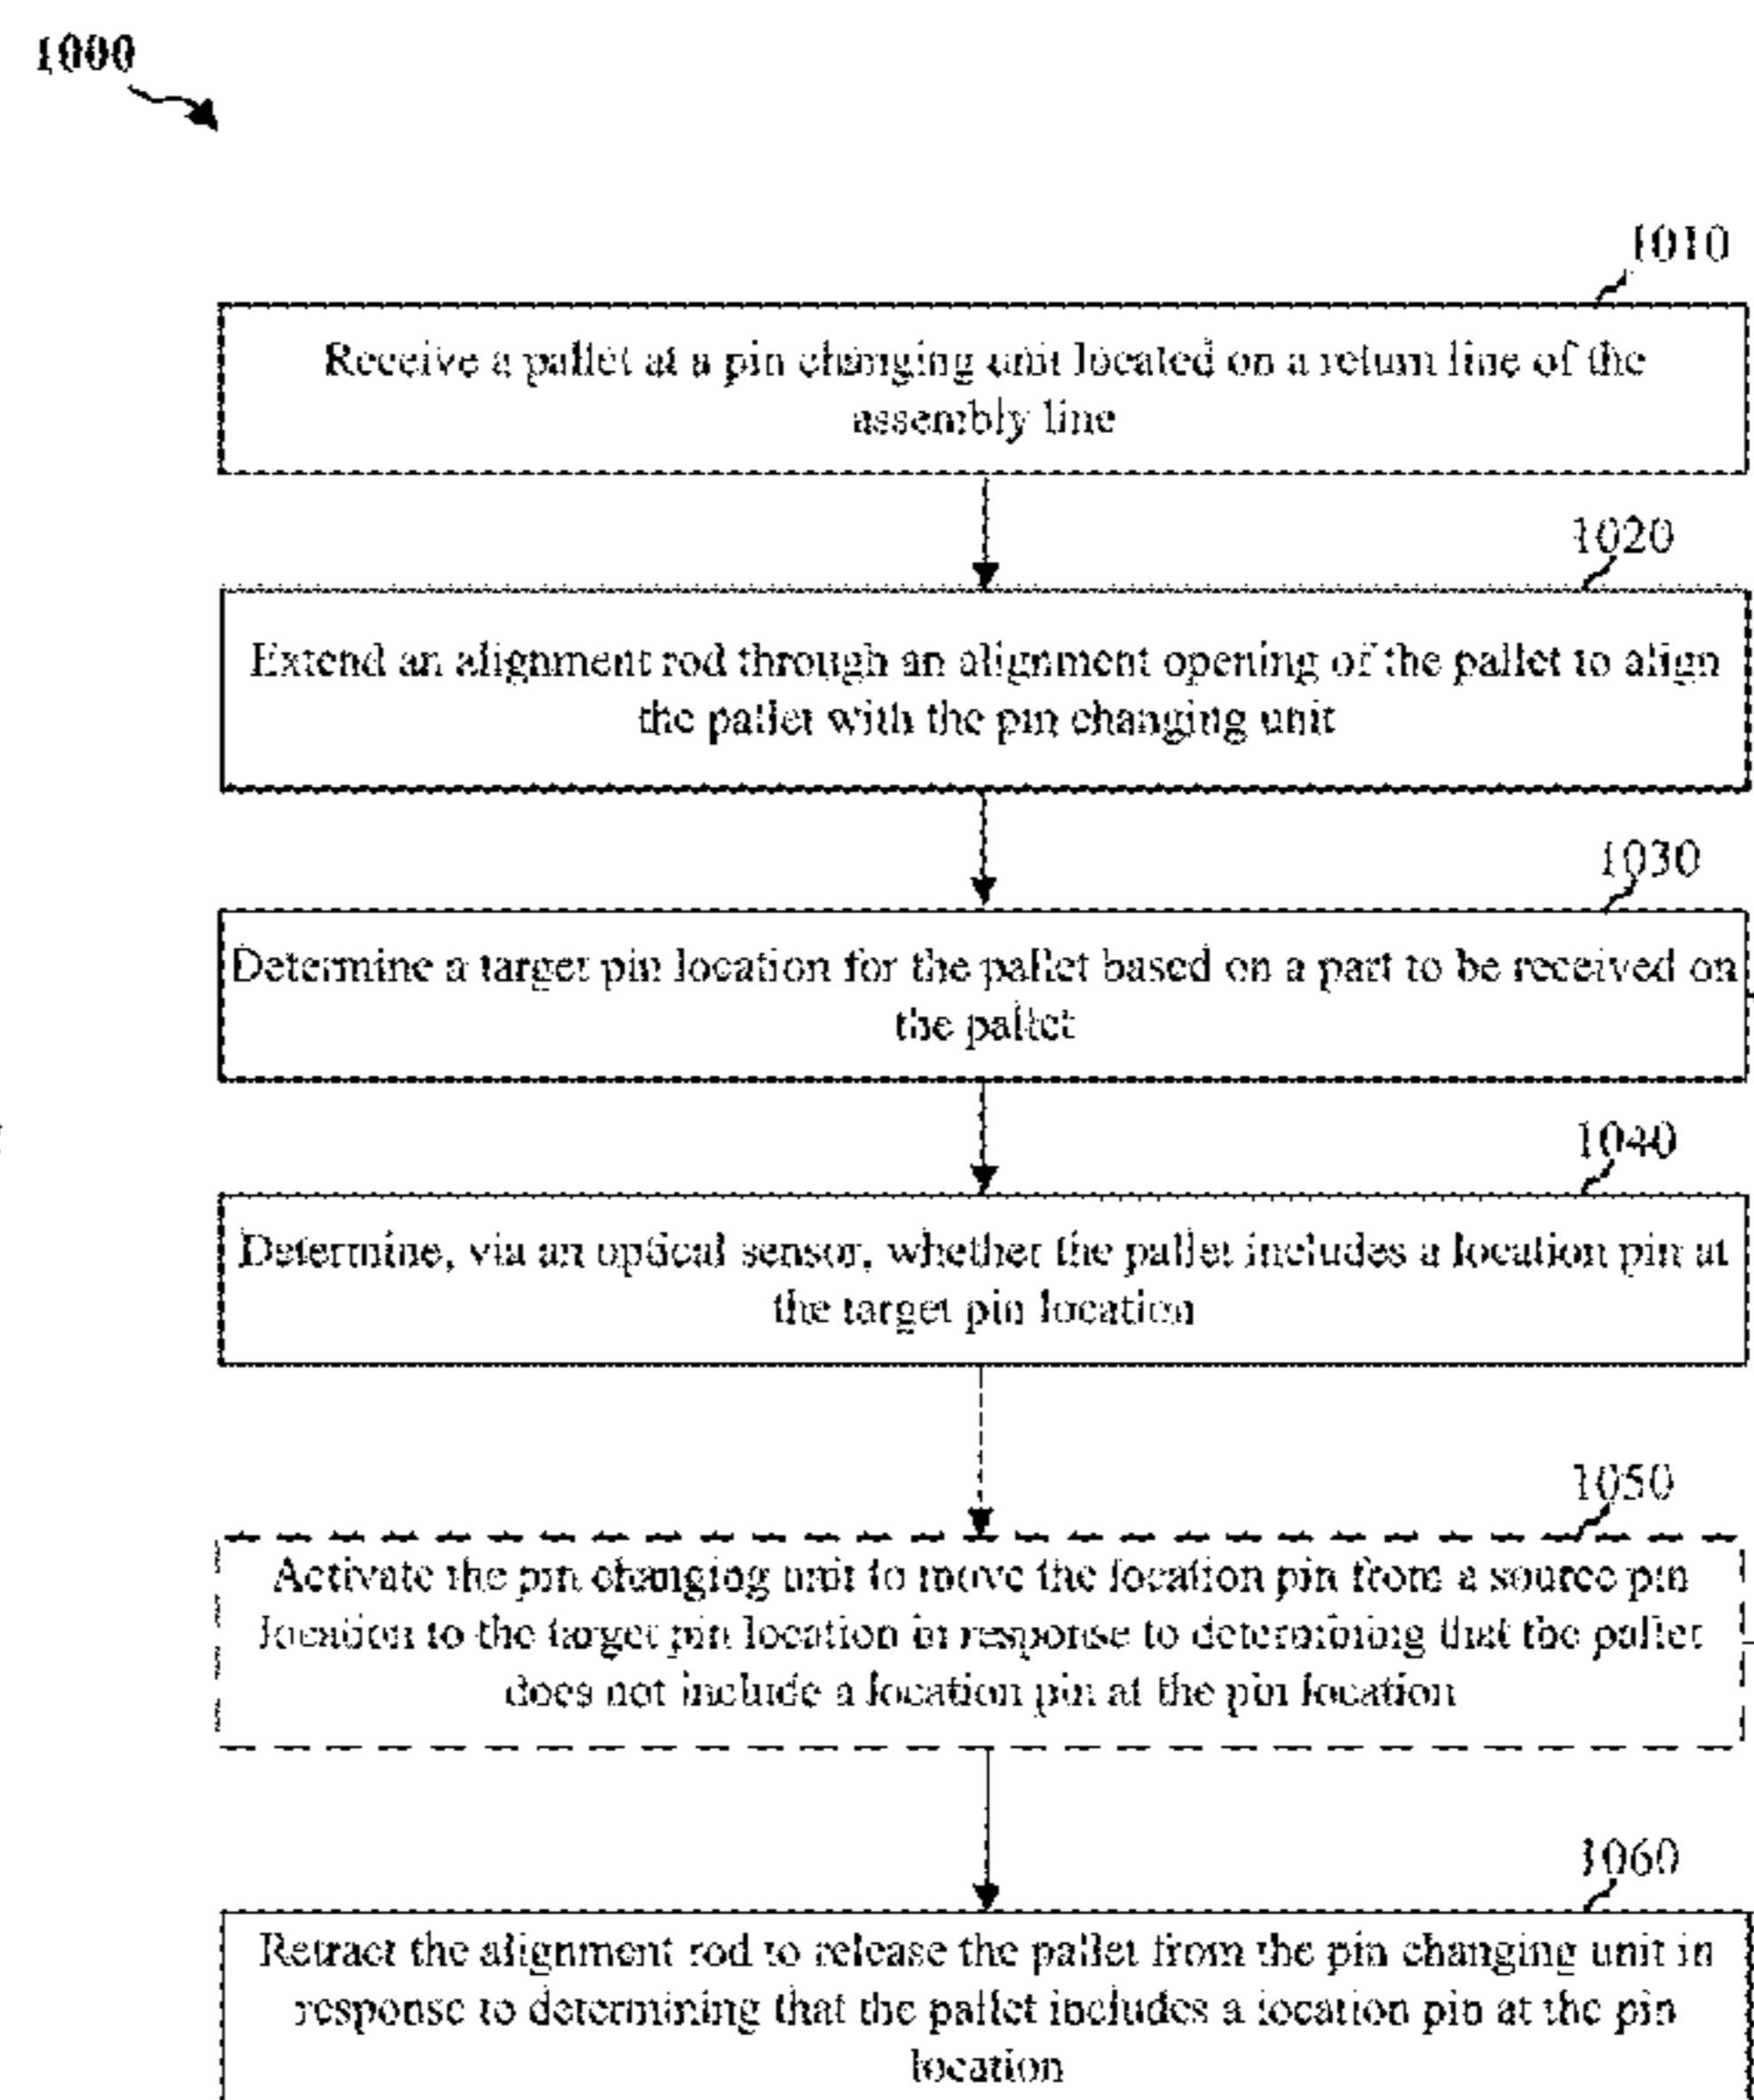 1000
1010
Receive a pallet at a pin changing unit located on a return line of the
assembly line
1020
Extend an alignment rod through an alignment opening of the pallet to align
the pallet with the pin changing unit
1030
Determine a target pin location for the pallet based on a part to be received on
the pallet
1040
Determine, via an optical sensor, whether the pallet includes a location pin at
the target pin location
1050
Activate the pin changing unit to move the location pin from a source pin
location to the target pin location in response to determining that the pallet
does not include a location pin at the pin location
1060
Retract the alignment rod to release the pallet from the pin changing unit in
response to determining that the pallet includes a location pin at the pin
location